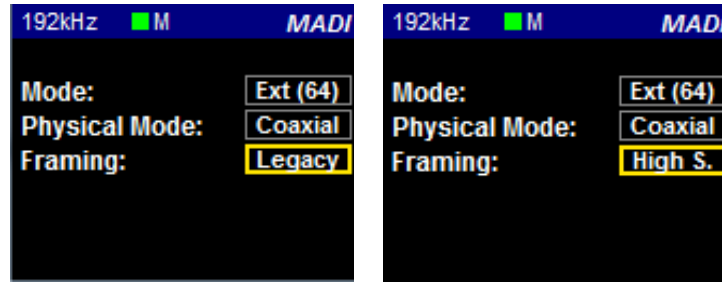 192kHz M MADI
Mode: Ext (64)
Physical Mode: Coaxial
Framing: Legacy
192kHz M MADI
Mode: Ext (64)
Physical Mode: Coaxial
Framing: High S.